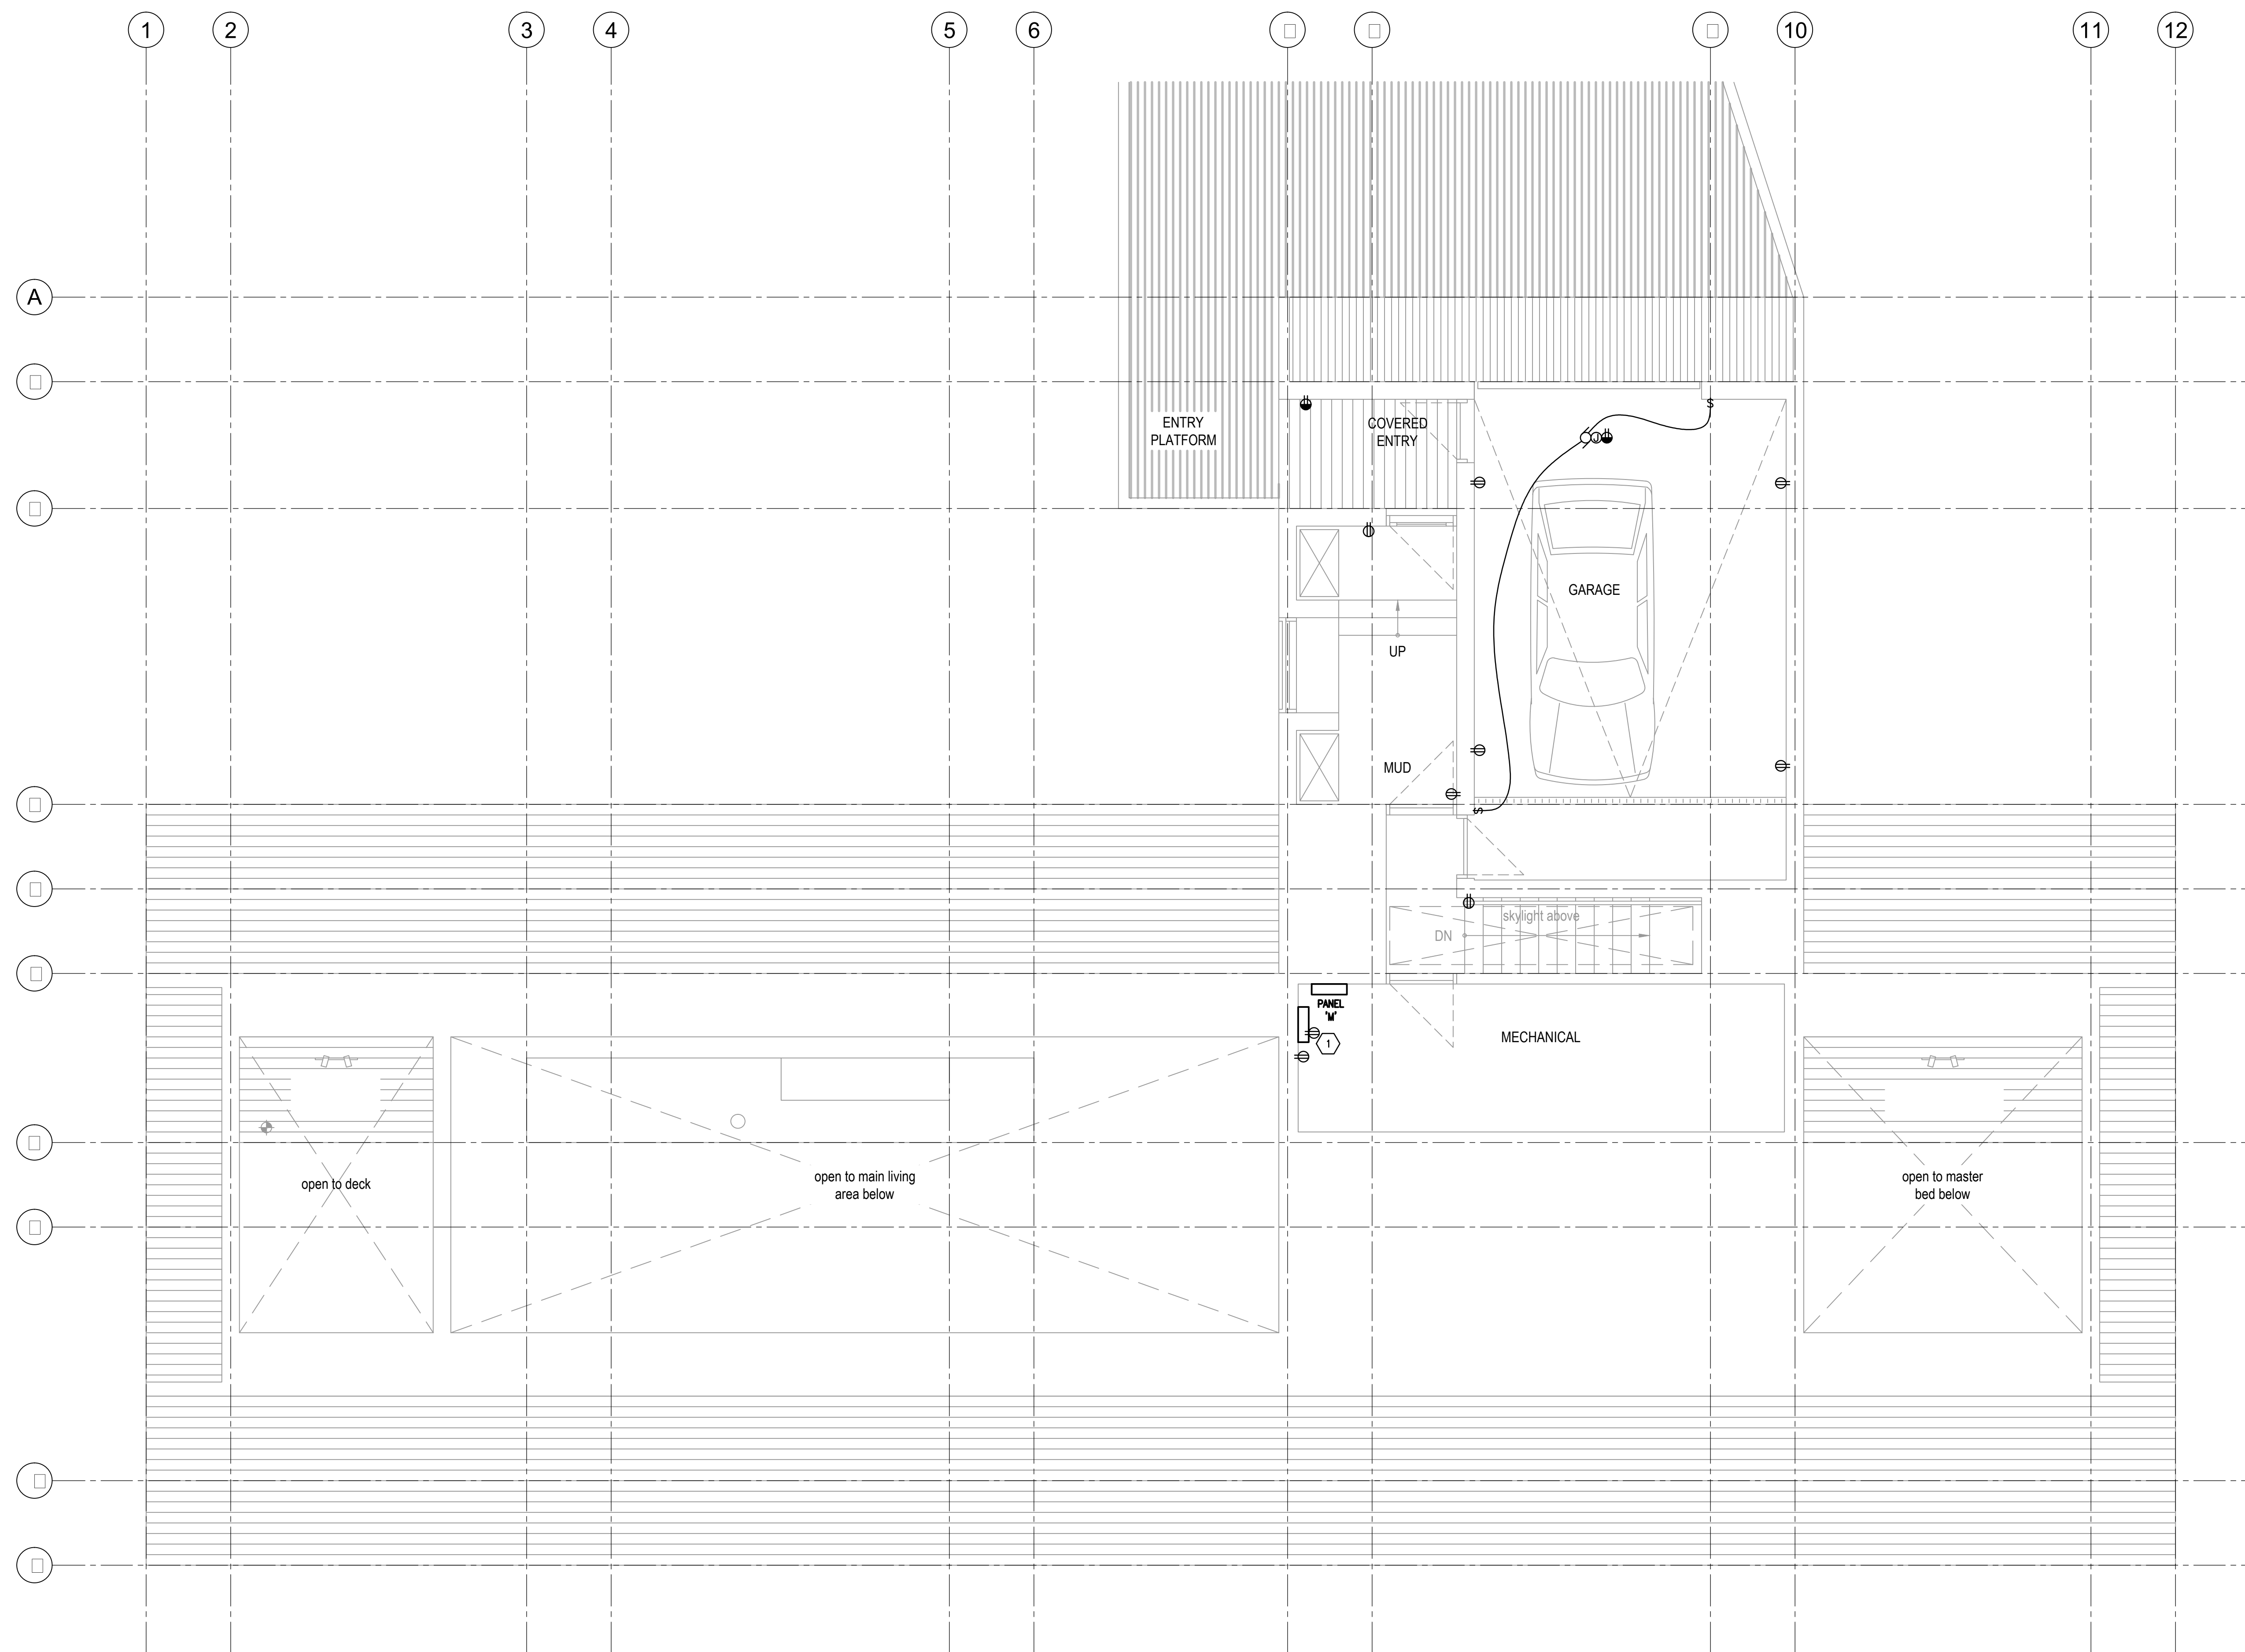 1
2
3
4
5
6
10
11
12
A
ENTRY
PLATFORM
COVERED
ENTRY
S
J
GARAGE
UP
MUD
S
skylight above
DN
PANEL
'M'
1
MECHANICAL
open to deck
open to main living
area below
open to master
bed below